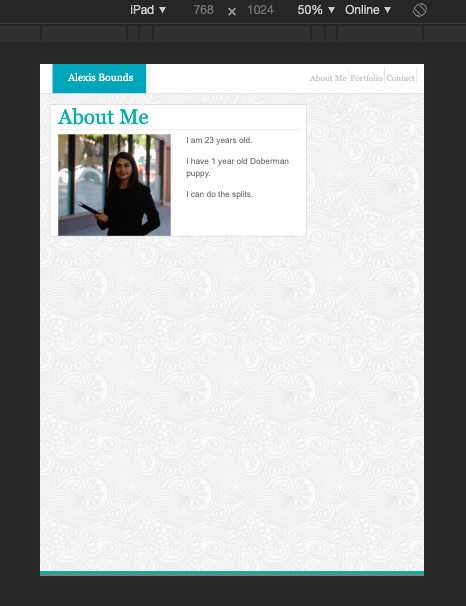 iPad ▼ 768 × 1024 50% ▼ Online ▼
Alexis Bounds
About Me Portfolio Contact
About Me
I am 23 years old.
I have 1 year old Doberman
puppy.
I can do the splits.